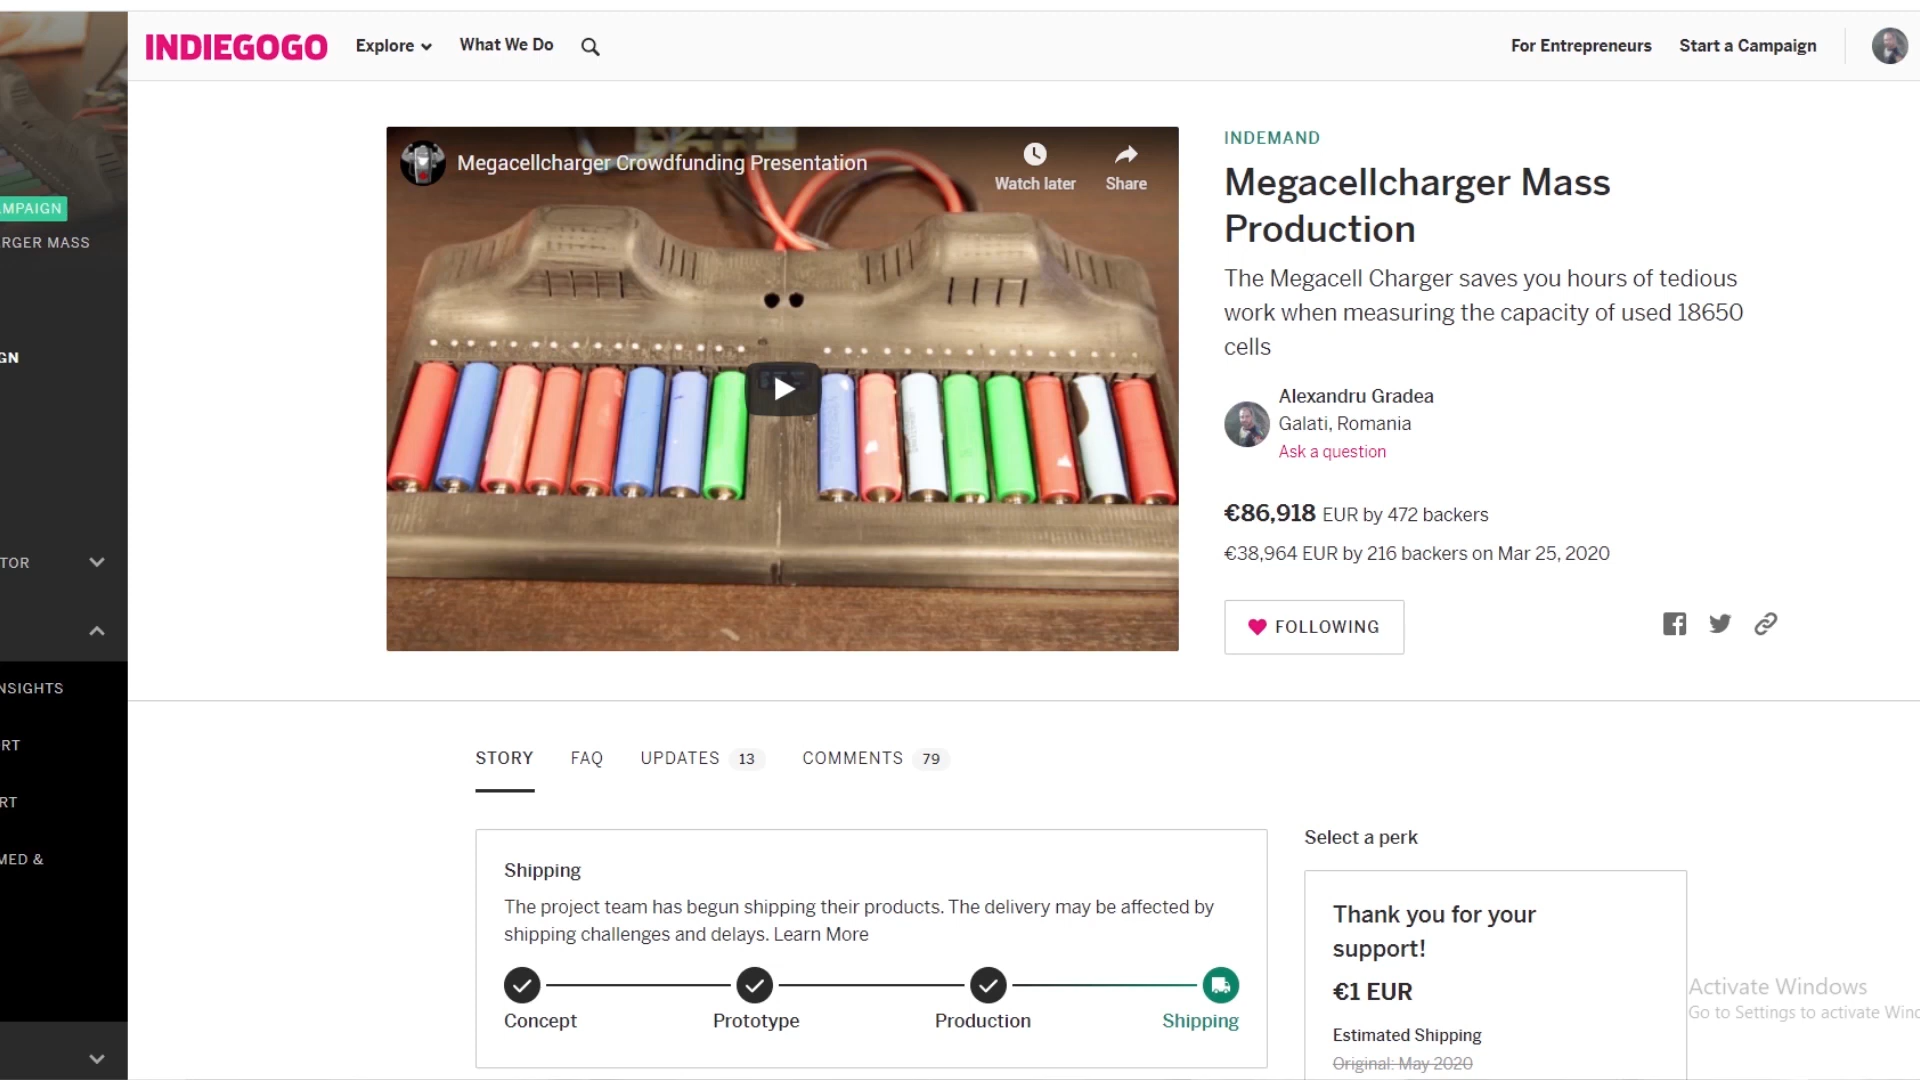 INDIEGOGO
Explore
What We Do
For Entrepreneurs
Start a Campaign
AMPAIGN
RGER MASS
GN
TOR
NSIGHTS
RT
RT
MED &
Megacellcharger Crowdfunding Presentation
Watch later
Share
INDEMAND
Megacellcharger Mass
Production
The Megacell Charger saves you hours of tedious
work when measuring the capacity of used 18650
cells
Alexandru Gradea
Galati, Romania
Ask a question
€86,918 EUR by 472 backers
€38,964 EUR by 216 backers on Mar 25, 2020
FOLLOWING
STORY
FAQ
UPDATES 13
COMMENTS 79
Shipping
The project team has begun shipping their products. The delivery may be affected by
shipping challenges and delays. Learn More
Concept
Prototype
Production
Shipping
Select a perk
Thank you for your
support!
€1 EUR
Estimated Shipping
Original: May 2020
Activate Windows
Go to Settings to activate Winc